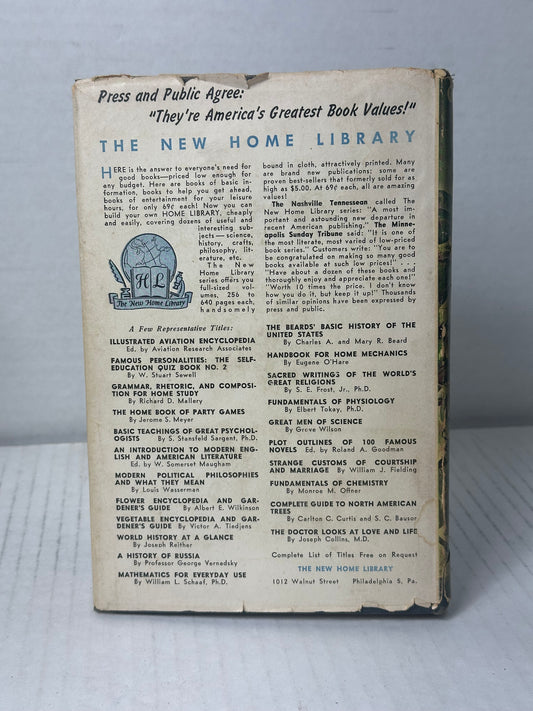 Press and Public Agree:
"They're America's Greatest Book Values!"
THE NEW HOME LIBRARY
HERE is the answer to everyone's need for
good books—priced low enough for
any budget. Here are books of basic in-
formation, books to help you get ahead,
books of entertainment for your leisure
hours, for only 69¢ each! Now you can
build your own HOME LIBRARY, cheaply
and easily, covering dozens of useful and
interesting sub-
jects — science,
history, crafts,
philosophy, lit-
erature, etc.
The New
Home Library
series offers you
full-sized vol-
umes, 256 to
640 pages each,
handsomely
H L
The New Home Library
bound in cloth, attractively printed. Many
are brand new publications; some are
proven best-sellers that formerly sold for as
high as $5.00. At 69¢ each, all are amazing
values!
The Nashville Tennessean called The
New Home Library series: "A most im-
portant and astounding new departure in
recent American publishing." The Minne-
apolis Sunday Tribune said: "It is one of
the most literate, most varied of low-priced
book series." Customers write: "You are to
be congratulated on making so many good
books available at such low prices!" . . .
"Have about a dozen of these books and
thoroughly enjoy and appreciate each one!"
"Worth 10 times the price. I don't know
how you do it, but keep it up!" Thousands
of similar opinions have been expressed by
press and public.
A Few Representative Titles:
ILLUSTRATED AVIATION ENCYCLOPEDIA
Ed. by Aviation Research Associates
FAMOUS PERSONALITIES: THE SELF-
EDUCATION QUIZ BOOK NO. 2
By W. Stuart Sewell
GRAMMAR, RHETORIC, AND COMPOSI-
TION FOR HOME STUDY
By Richard D. Mallery
THE HOME BOOK OF PARTY GAMES
By Jerome S. Meyer
BASIC TEACHINGS OF GREAT PSYCHOL-
OGISTS By S. Stansfeld Sargent, Ph.D.
AN INTRODUCTION TO MODERN ENG-
LISH AND AMERICAN LITERATURE
Ed. by W. Somerset Maugham
MODERN POLITICAL PHILOSOPHIES
AND WHAT THEY MEAN
By Louis Wasserman
FLOWER ENCYCLOPEDIA AND GAR-
DENER'S GUIDE By Albert E. Wilkinson
VEGETABLE ENCYCLOPEDIA AND GAR-
DENER'S GUIDE By Victor A. Tiedjens
WORLD HISTORY AT A GLANCE
By Joseph Reither
A HISTORY OF RUSSIA
By Professor George Vernadsky
MATHEMATICS FOR EVERYDAY USE
By William L. Schaaf, Ph.D.
THE BEARDS' BASIC HISTORY OF THE
UNITED STATES
By Charles A. and Mary R. Beard
HANDBOOK FOR HOME MECHANICS
By Eugene O'Hare
SACRED WRITINGS OF THE WORLD'S
GREAT RELIGIONS
By S. E. Frost, Jr., Ph.D.
FUNDAMENTALS OF PHYSIOLOGY
By Elbert Tokay, Ph.D.
GREAT MEN OF SCIENCE
By Grove Wilson
PLOT OUTLINES OF 100 FAMOUS
NOVELS Ed. by Roland A. Goodman
STRANGE CUSTOMS OF COURTSHIP
AND MARRIAGE By William J. Fielding
FUNDAMENTALS OF CHEMISTRY
By Monroe M. Offner
COMPLETE GUIDE TO NORTH AMERICAN
TREES
By Carlton C. Curtis and S. C. Bausor
THE DOCTOR LOOKS AT LOVE AND LIFE
By Joseph Collins, M.D.
Complete List of Titles Free on Request
THE NEW HOME LIBRARY
1012 Walnut Street Philadelphia 5, Pa.